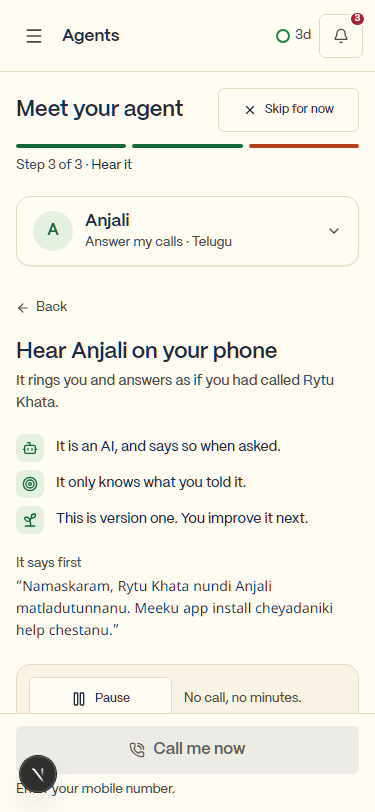 Agents
3d
3
Meet your agent
Skip for now
Step 3 of 3 · Hear it
A
Anjali
Answer my calls · Telugu
Back
Hear Anjali on your phone
It rings you and answers as if you had called Rytu
Khata.
It is an AI, and says so when asked.
It only knows what you told it.
This is version one. You improve it next.
It says first
“Namaskaram, Rytu Khata nundi Anjali
matladutunnanu. Meeku app install cheyadaniki
help chestanu.”
Pause
No call, no minutes.
Call me now
your mobile number.